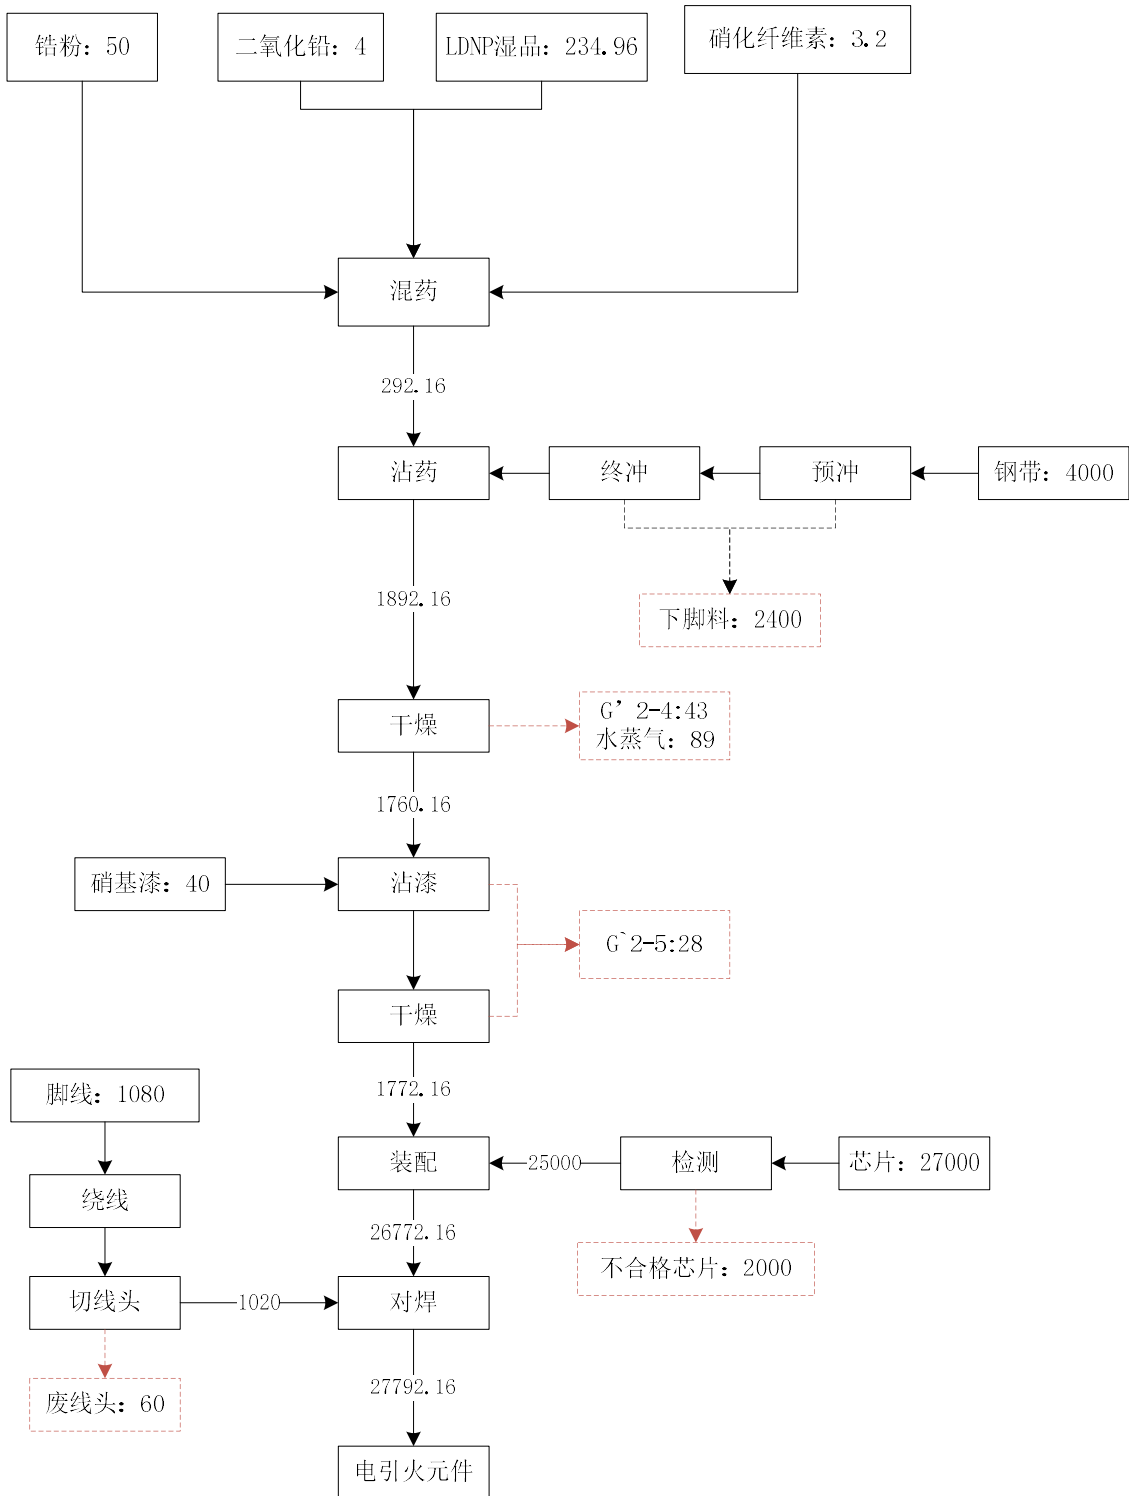 锆粉：50
二氧化铅：4
LDNP湿品：234.96
硝化纤维素：3.2
混药
292.16
沾药
终冲
预冲
钢带：4000
1892.16
下脚料：2400
干燥
G’2-4:43
水蒸气：89
1760.16
硝基漆：40
沾漆
G`2-5:28
干燥
脚线：1080
1772.16
装配
25000
检测
芯片：27000
绕线
26772.16
不合格芯片：2000
切线头
1020
对焊
废线头：60
27792.16
电引火元件